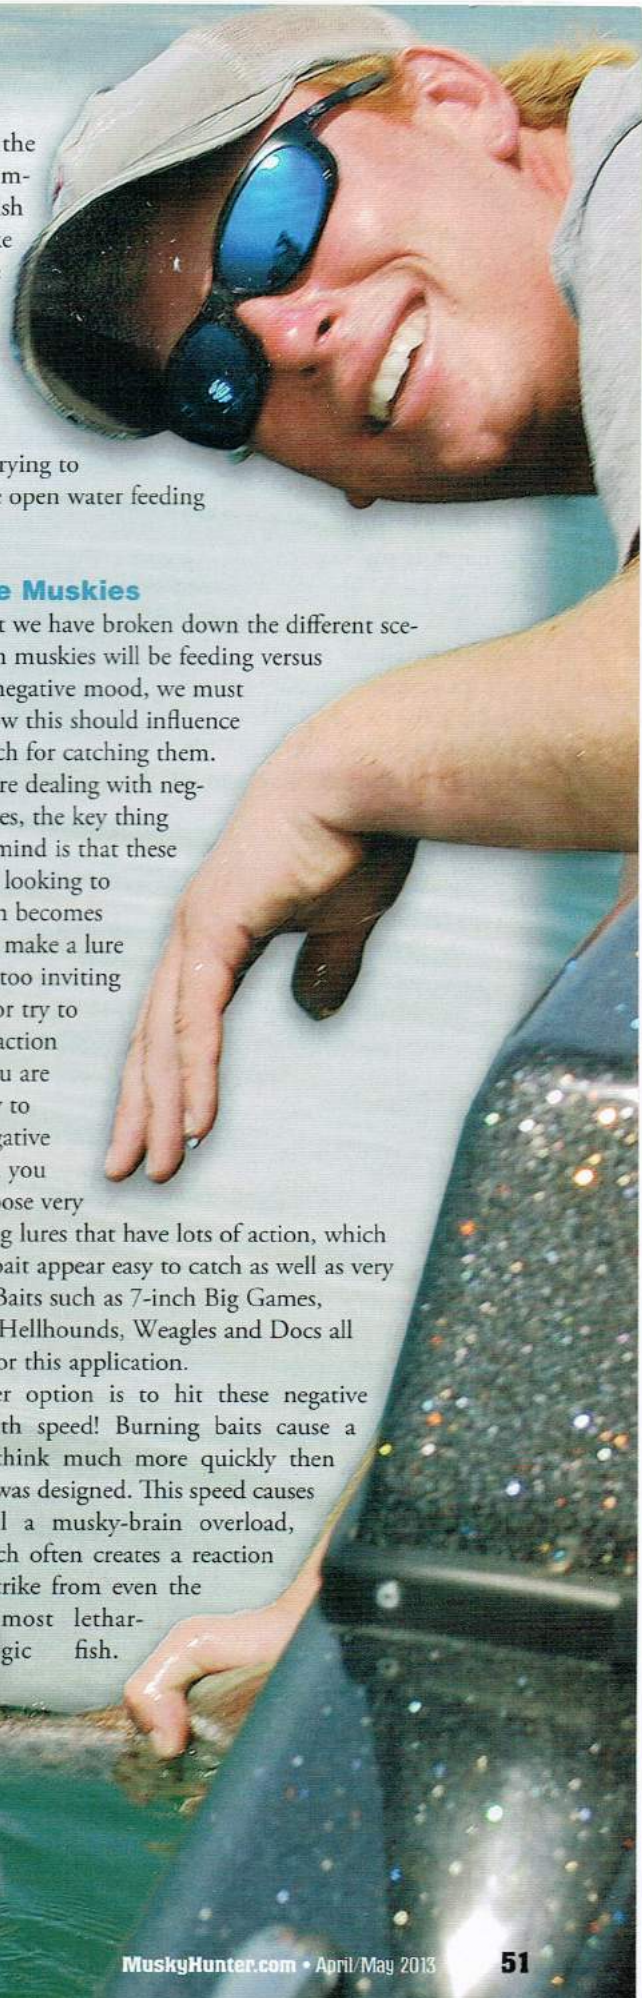 the
m-
sh
rying to
open water feeding
e Muskies
t we have broken down the different sce-
n muskies will be feeding versus
negative mood, we must
w this should influence
ch for catching them.
re dealing with neg-
es, the key thing
mind is that these
looking to
n becomes
make a lure
too inviting
or try to
action
u are
to
gative
you
ose very
g lures that have lots of action, which
bait appear easy to catch as well as very
Baits such as 7-inch Big Games,
Hellhounds, Weagles and Docs all
or this application.
er option is to hit these negative
th speed! Burning baits cause a
think much more quickly then
was designed. This speed causes
l a musky-brain overload,
ch often creates a reaction
trike from even the
most lethar-
gic fish.
MuskyHunter.com • April/May 2013 51